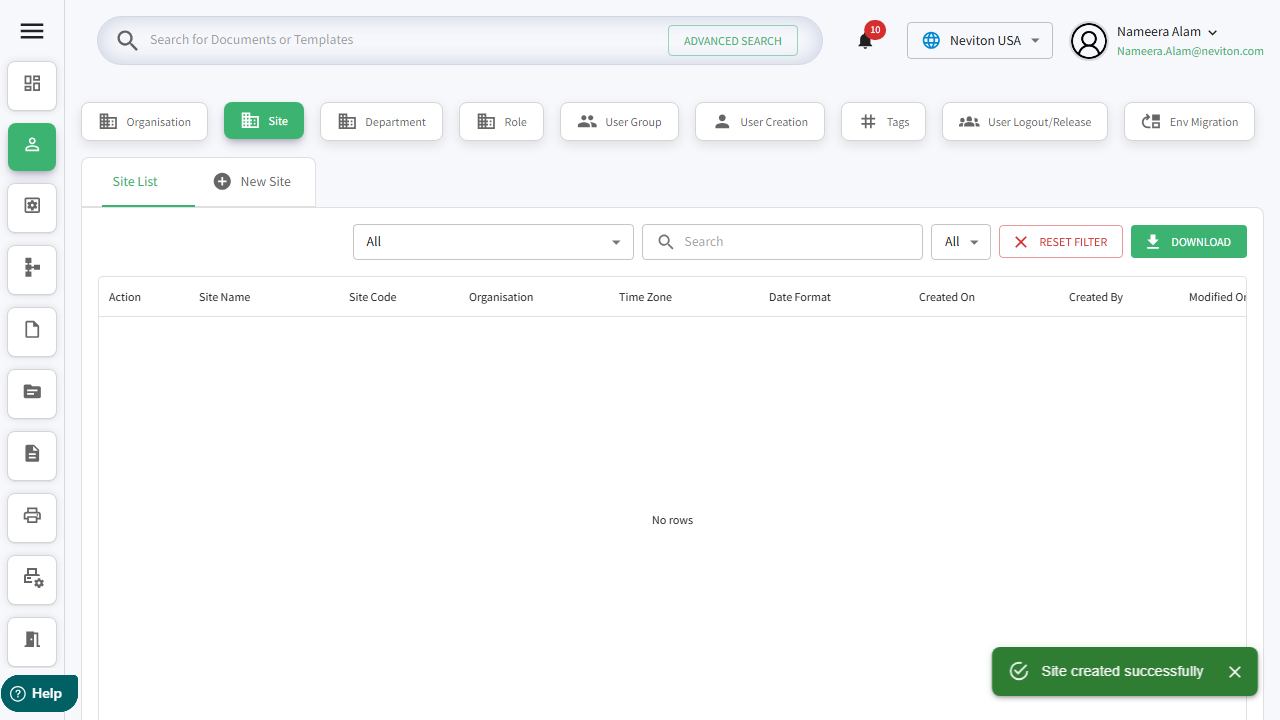 Search for Documents or Templates
ADVANCED SEARCH
10
Neviton USA
Nameera Alam
Nameera.Alam@neviton.com
Organisation
Site
Department
Role
User Group
User Creation
Tags
User Logout/Release
Env Migration
Site List
New Site
All
Search
All
RESET FILTER
DOWNLOAD
Action
Site Name
Site Code
Organisation
Time Zone
Date Format
Created On
Created By
Modified On
No rows
Site created successfully
Help